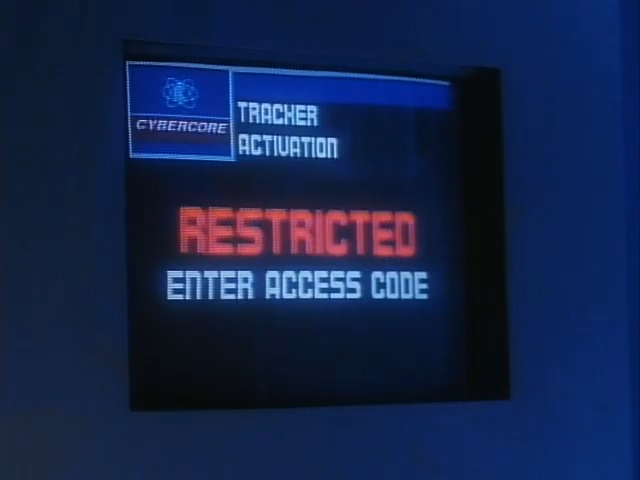 CYBERCORE
TRACKER
ACTIVATION
RESTRICTED
ENTER ACCESS CODE